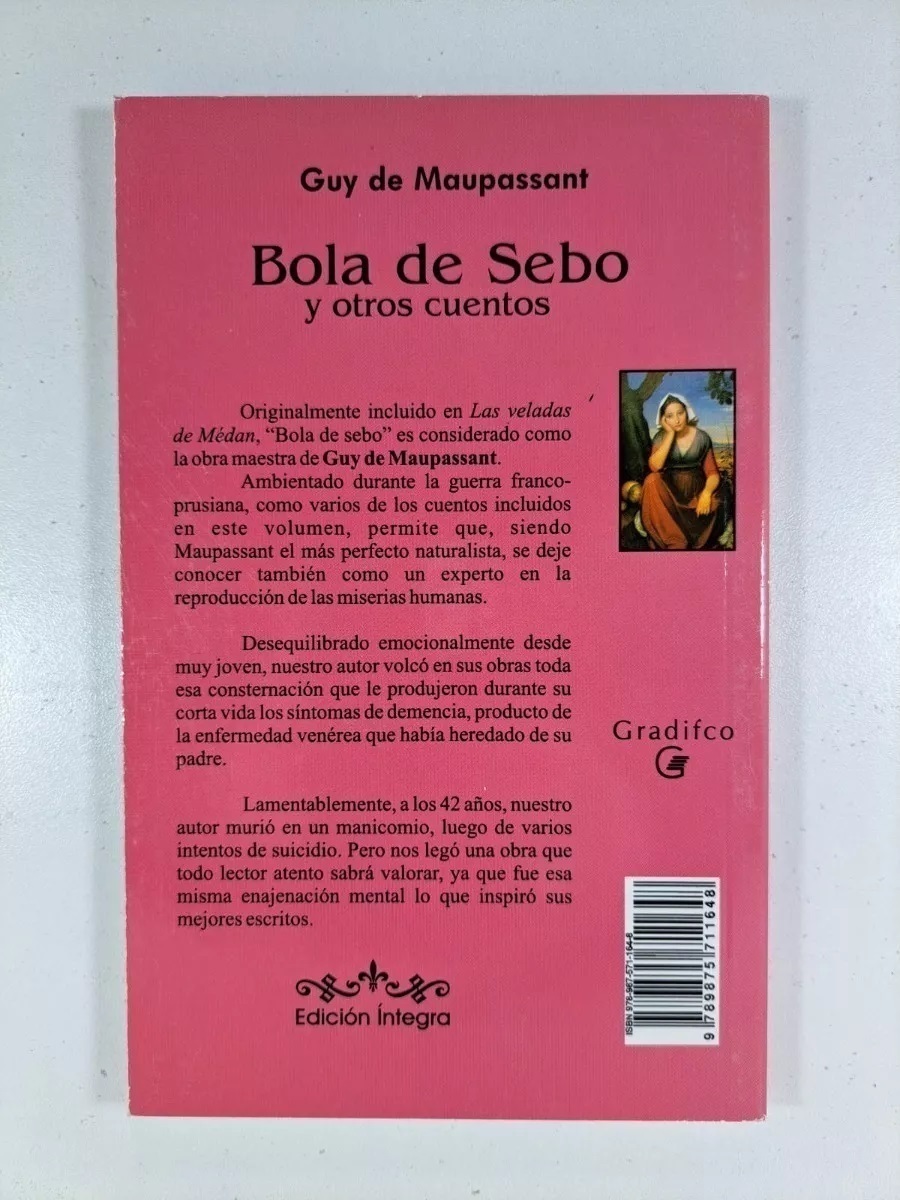 Guy de Maupassant
Bola de Sebo
y otros cuentos
Originalmente incluido en Las veladas
de Médan, “Bola de sebo” es considerado como
la obra maestra de Guy de Maupassant.
Ambientado durante la guerra franco-
prusiana, como varios de los cuentos incluidos
en este volumen, permite que, siendo
Maupassant el más perfecto naturalista, se deje
conocer también como un experto en la
reproducción de las miserias humanas.
Desequilibrado emocionalmente desde
muy joven, nuestro autor volcó en sus obras toda
esa consternación que le produjeron durante su
corta vida los síntomas de demencia, producto de
la enfermedad venérea que había heredado de su
padre.
Lamentablemente, a los 42 años, nuestro
autor murió en un manicomio, luego de varios
intentos de suicidio. Pero nos legó una obra que
todo lector atento sabrá valorar, ya que fue esa
misma enajenación mental lo que inspiró sus
mejores escritos.
Edición Íntegra
Gradifco
ISBN 978-987-571-164-8
9 789875 711648